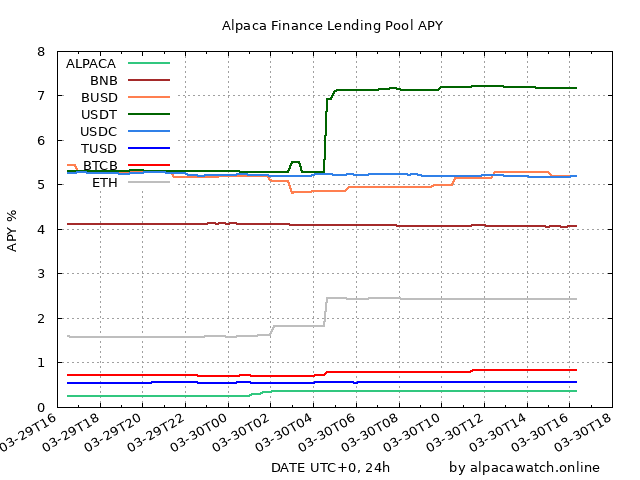 Alpaca Finance Lending Pool APY
8
7
6
5
4
3
2
1
0
APY %
ALPACA
BNB
BUSD
USDT
USDC
TUSD
BTCB
ETH
03-29T16
03-29T18
03-29T20
03-29T22
03-30T00
03-30T02
03-30T04
03-30T06
03-30T08
03-30T10
03-30T12
03-30T14
03-30T16
03-30T18
DATE UTC+0, 24h
by alpacawatch.online